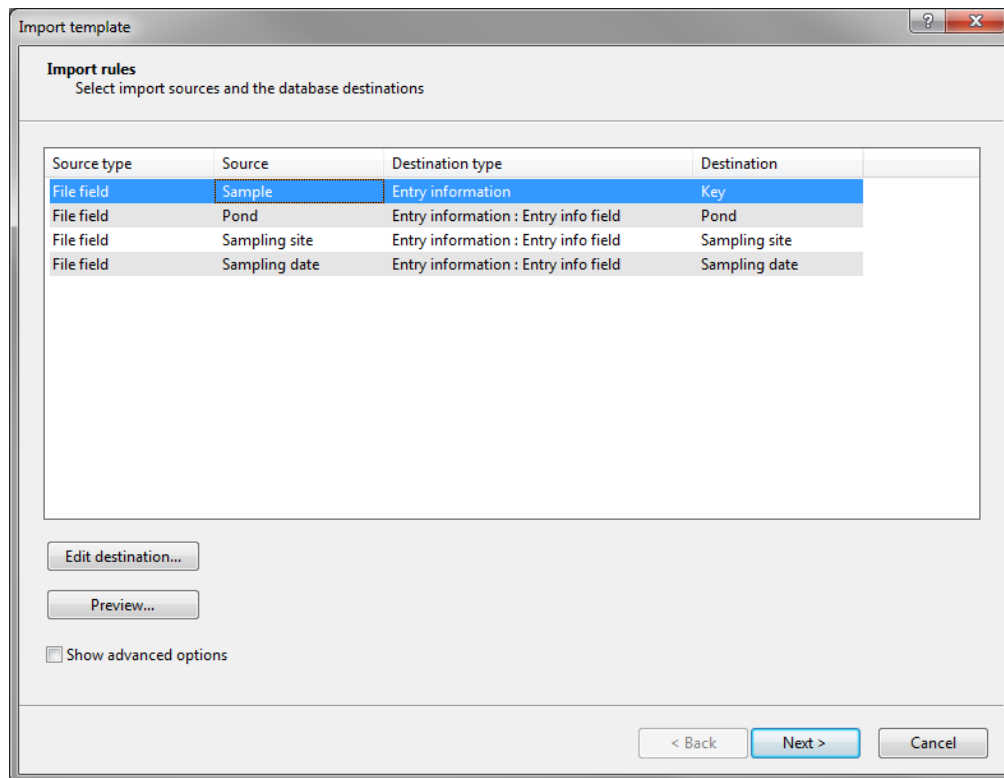 Import template
?
X
Import rules
Select import sources and the database destinations
Source type Source Destination type Destination
File field Sample Entry information Key
File field Pond Entry information : Entry info field Pond
File field Sampling site Entry information : Entry info field Sampling site
File field Sampling date Entry information : Entry info field Sampling date
Edit destination...
Preview...
Show advanced options
< Back Next > Cancel